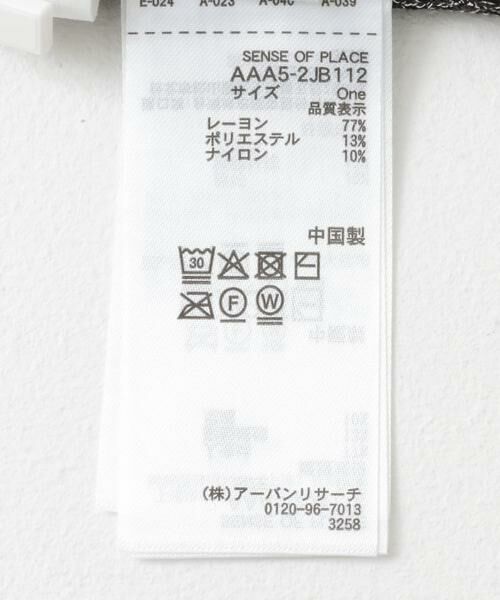 E-024 A-023 A-04C A-039
SENSE OF PLACE
AAA5-2JB112
サイズ One
品質表示
レーヨン 77%
ポリエステル 13%
ナイロン 10%
中国製
30
F W
(株)アーバンリサーチ
0120-96-7013
3258